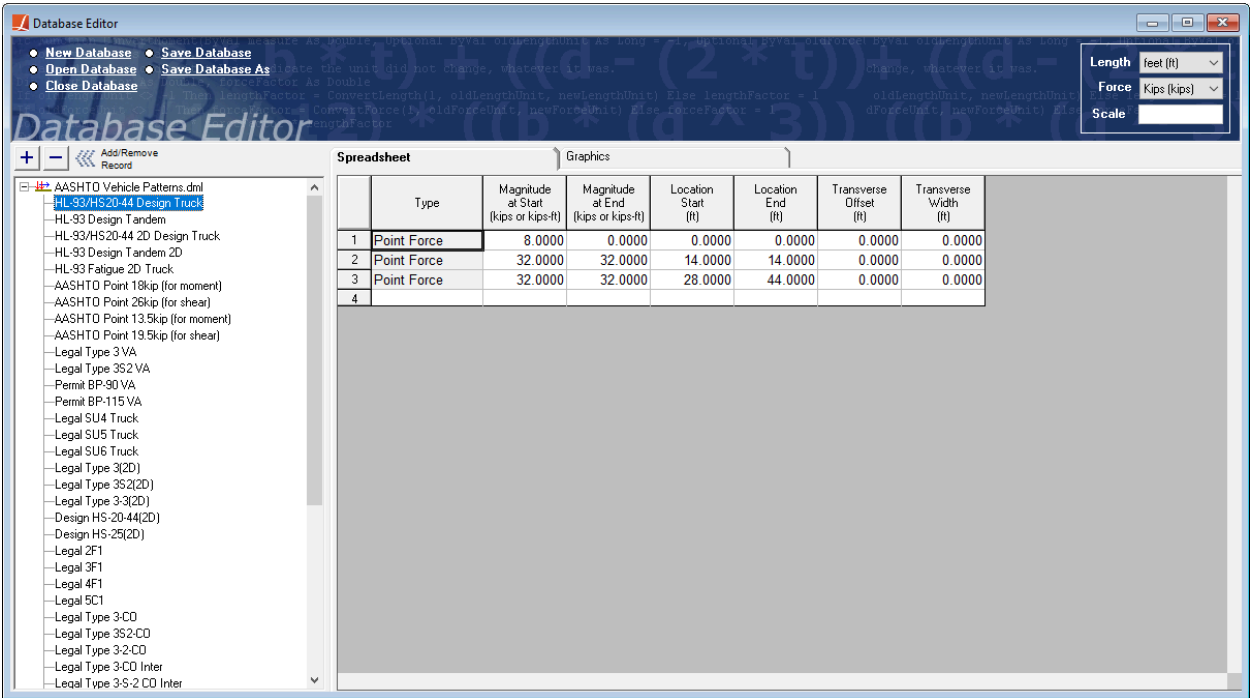 Database Editor
New Database
Save Database
Open Database
Save Database As
Close Database
Database Editor
Length feet (ft)
Force Kips (kips)
Scale
+ − Add/Remove
Record
AASHTO Vehicle Patterns.dml
HL-93/HS20-44 Design Truck
HL-93 Design Tandem
HL-93/HS20-44 2D Design Truck
HL-93 Design Tandem 2D
HL-93 Fatigue 2D Truck
AASHTO Point 18kip (for moment)
AASHTO Point 26kip (for shear)
AASHTO Point 13.5kip (for moment)
AASHTO Point 19.5kip (for shear)
Legal Type 3 VA
Legal Type 3S2 VA
Permit BP-90 VA
Permit BP-115 VA
Legal SU4 Truck
Legal SU5 Truck
Legal SU6 Truck
Legal Type 3(2D)
Legal Type 3S2(2D)
Legal Type 3-3(2D)
Design HS-20-44(2D)
Design HS-25(2D)
Legal 2F1
Legal 3F1
Legal 4F1
Legal 5C1
Legal Type 3-CO
Legal Type 3S2-CO
Legal Type 3-2-CO
Legal Type 3-CO Inter
Legal Type 3-S-2 CO Inter
Spreadsheet Graphics
Type
Magnitude
at Start
(kips or kips-ft)
Magnitude
at End
(kips or kips-ft)
Location
Start
(ft)
Location
End
(ft)
Transverse
Offset
(ft)
Transverse
Width
(ft)
1 Point Force 8.0000 0.0000 0.0000 0.0000 0.0000 0.0000
2 Point Force 32.0000 32.0000 14.0000 14.0000 0.0000 0.0000
3 Point Force 32.0000 32.0000 28.0000 44.0000 0.0000 0.0000
4